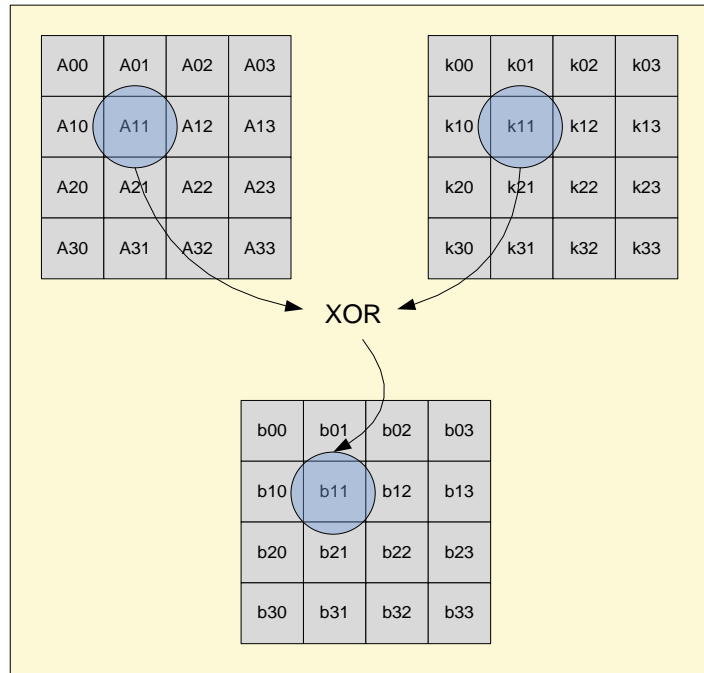 A00 A01 A02 A03
A10 A11 A12 A13
A20 A21 A22 A23
A30 A31 A32 A33
k00 k01 k02 k03
k10 k11 k12 k13
k20 k21 k22 k23
k30 k31 k32 k33
XOR
b00 b01 b02 b03
b10 b11 b12 b13
b20 b21 b22 b23
b30 b31 b32 b33